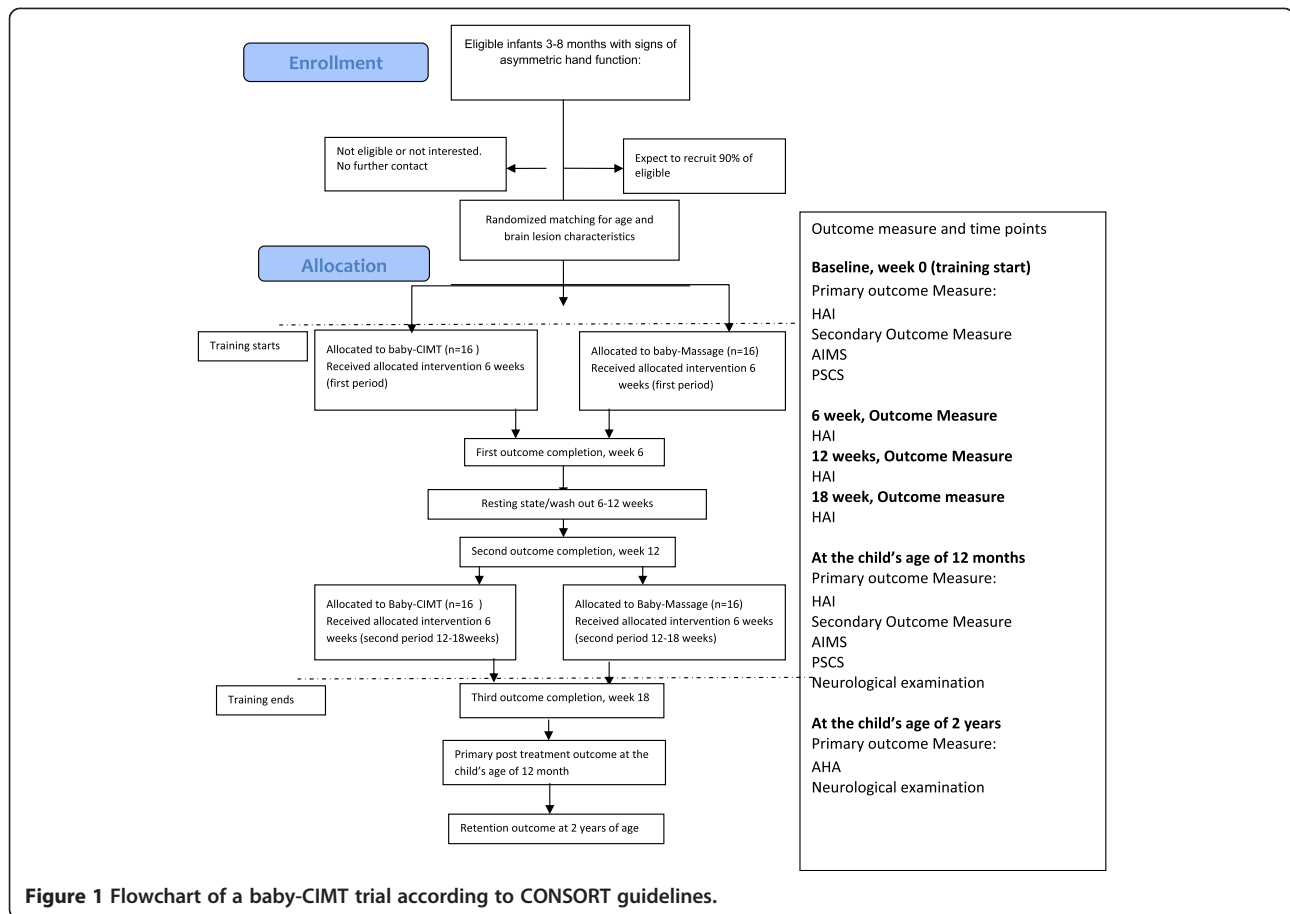 Enrollment
Eligible infants 3-8 months with signs of
asymmetric hand function:
Not eligible or not interested.
No further contact
Expect to recruit 90% of
eligible
Randomized matching for age and
brain lesion characteristics
Allocation
Training starts
Allocated to baby-CIMT (n=16 )
Received allocated intervention 6 weeks
(first period)
Allocated to baby-Massage (n=16)
Received allocated intervention 6
weeks (first period)
First outcome completion, week 6
Resting state/wash out 6-12 weeks
Second outcome completion, week 12
Allocated to Baby-CIMT (n=16 )
Received allocated intervention 6
weeks (second period 12-18weeks)
Allocated to Baby-Massage (n=16)
Received allocated intervention 6 weeks
(second period 12-18 weeks)
Training ends
Third outcome completion, week 18
Primary post treatment outcome at the
child's age of 12 month
Retention outcome at 2 years of age
Outcome measure and time points
Baseline, week 0 (training start)
Primary outcome Measure:
HAI
Secondary Outcome Measure
AIMS
PSCS
6 week, Outcome Measure
HAI
12 weeks, Outcome Measure
HAI
18 week, Outcome measure
HAI
At the child's age of 12 months
Primary outcome Measure:
HAI
Secondary Outcome Measure
AIMS
PSCS
Neurological examination
At the child's age of 2 years
Primary outcome Measure:
AHA
Neurological examination
Figure 1 Flowchart of a baby-CIMT trial according to CONSORT guidelines.